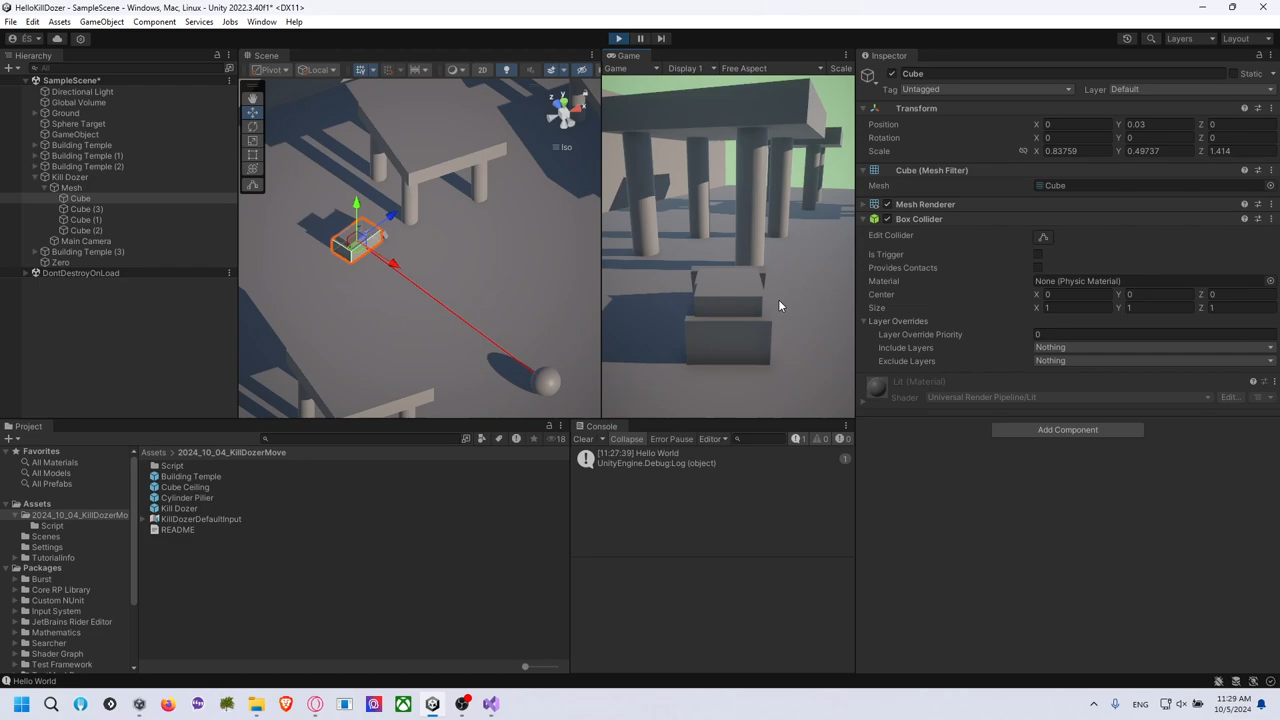 HelloKillDozer - SampleScene - Windows, Mac, Linux - Unity 2022.3.40f1* <DX11>
File Edit Assets GameObject Component Services Jobs Window Help
ÉS
Layers
Layout
Hierarchy
All
SampleScene*
Directional Light
Global Volume
Ground
Sphere Target
GameObject
Building Temple
Building Temple (1)
Building Temple (2)
Kill Dozer
Mesh
Cube
Cube (3)
Cube (1)
Cube (2)
Main Camera
Building Temple (3)
Zero
DontDestroyOnLoad
Scene
Pivot
Local
2D
z
x
Iso
Game
Game
Display 1
Free Aspect
Scale
Inspector
Cube
Static
Tag Untagged Layer Default
Transform
Position X 0 Y 0.03 Z 0
Rotation X 0 Y 0 Z 0
Scale X 0.83759 Y 0.49737 Z 1.414
Cube (Mesh Filter)
Mesh Cube
Mesh Renderer
Box Collider
Edit Collider
Is Trigger
Provides Contacts
Material None (Physic Material)
Center X 0 Y 0 Z 0
Size X 1 Y 1 Z 1
Layer Overrides
Layer Override Priority 0
Include Layers Nothing
Exclude Layers Nothing
Lit (Material)
Shader Universal Render Pipeline/Lit Edit...
Add Component
Project
18
Favorites
All Materials
All Models
All Prefabs
Assets
2024_10_04_KillDozerMo
Script
Scenes
Settings
TutorialInfo
Packages
Burst
Core RP Library
Custom NUnit
Input System
JetBrains Rider Editor
Mathematics
Searcher
Shader Graph
Test Framework
Assets 2024_10_04_KillDozerMove
Script
Building Temple
Cube Ceiling
Cylinder Pilier
Kill Dozer
KillDozerDefaultInput
README
Console
Clear Collapse Error Pause Editor 1 0 0
[11:27:39] Hello World
UnityEngine.Debug:Log (object)
1
Hello World
ENG
11:29 AM
10/5/2024